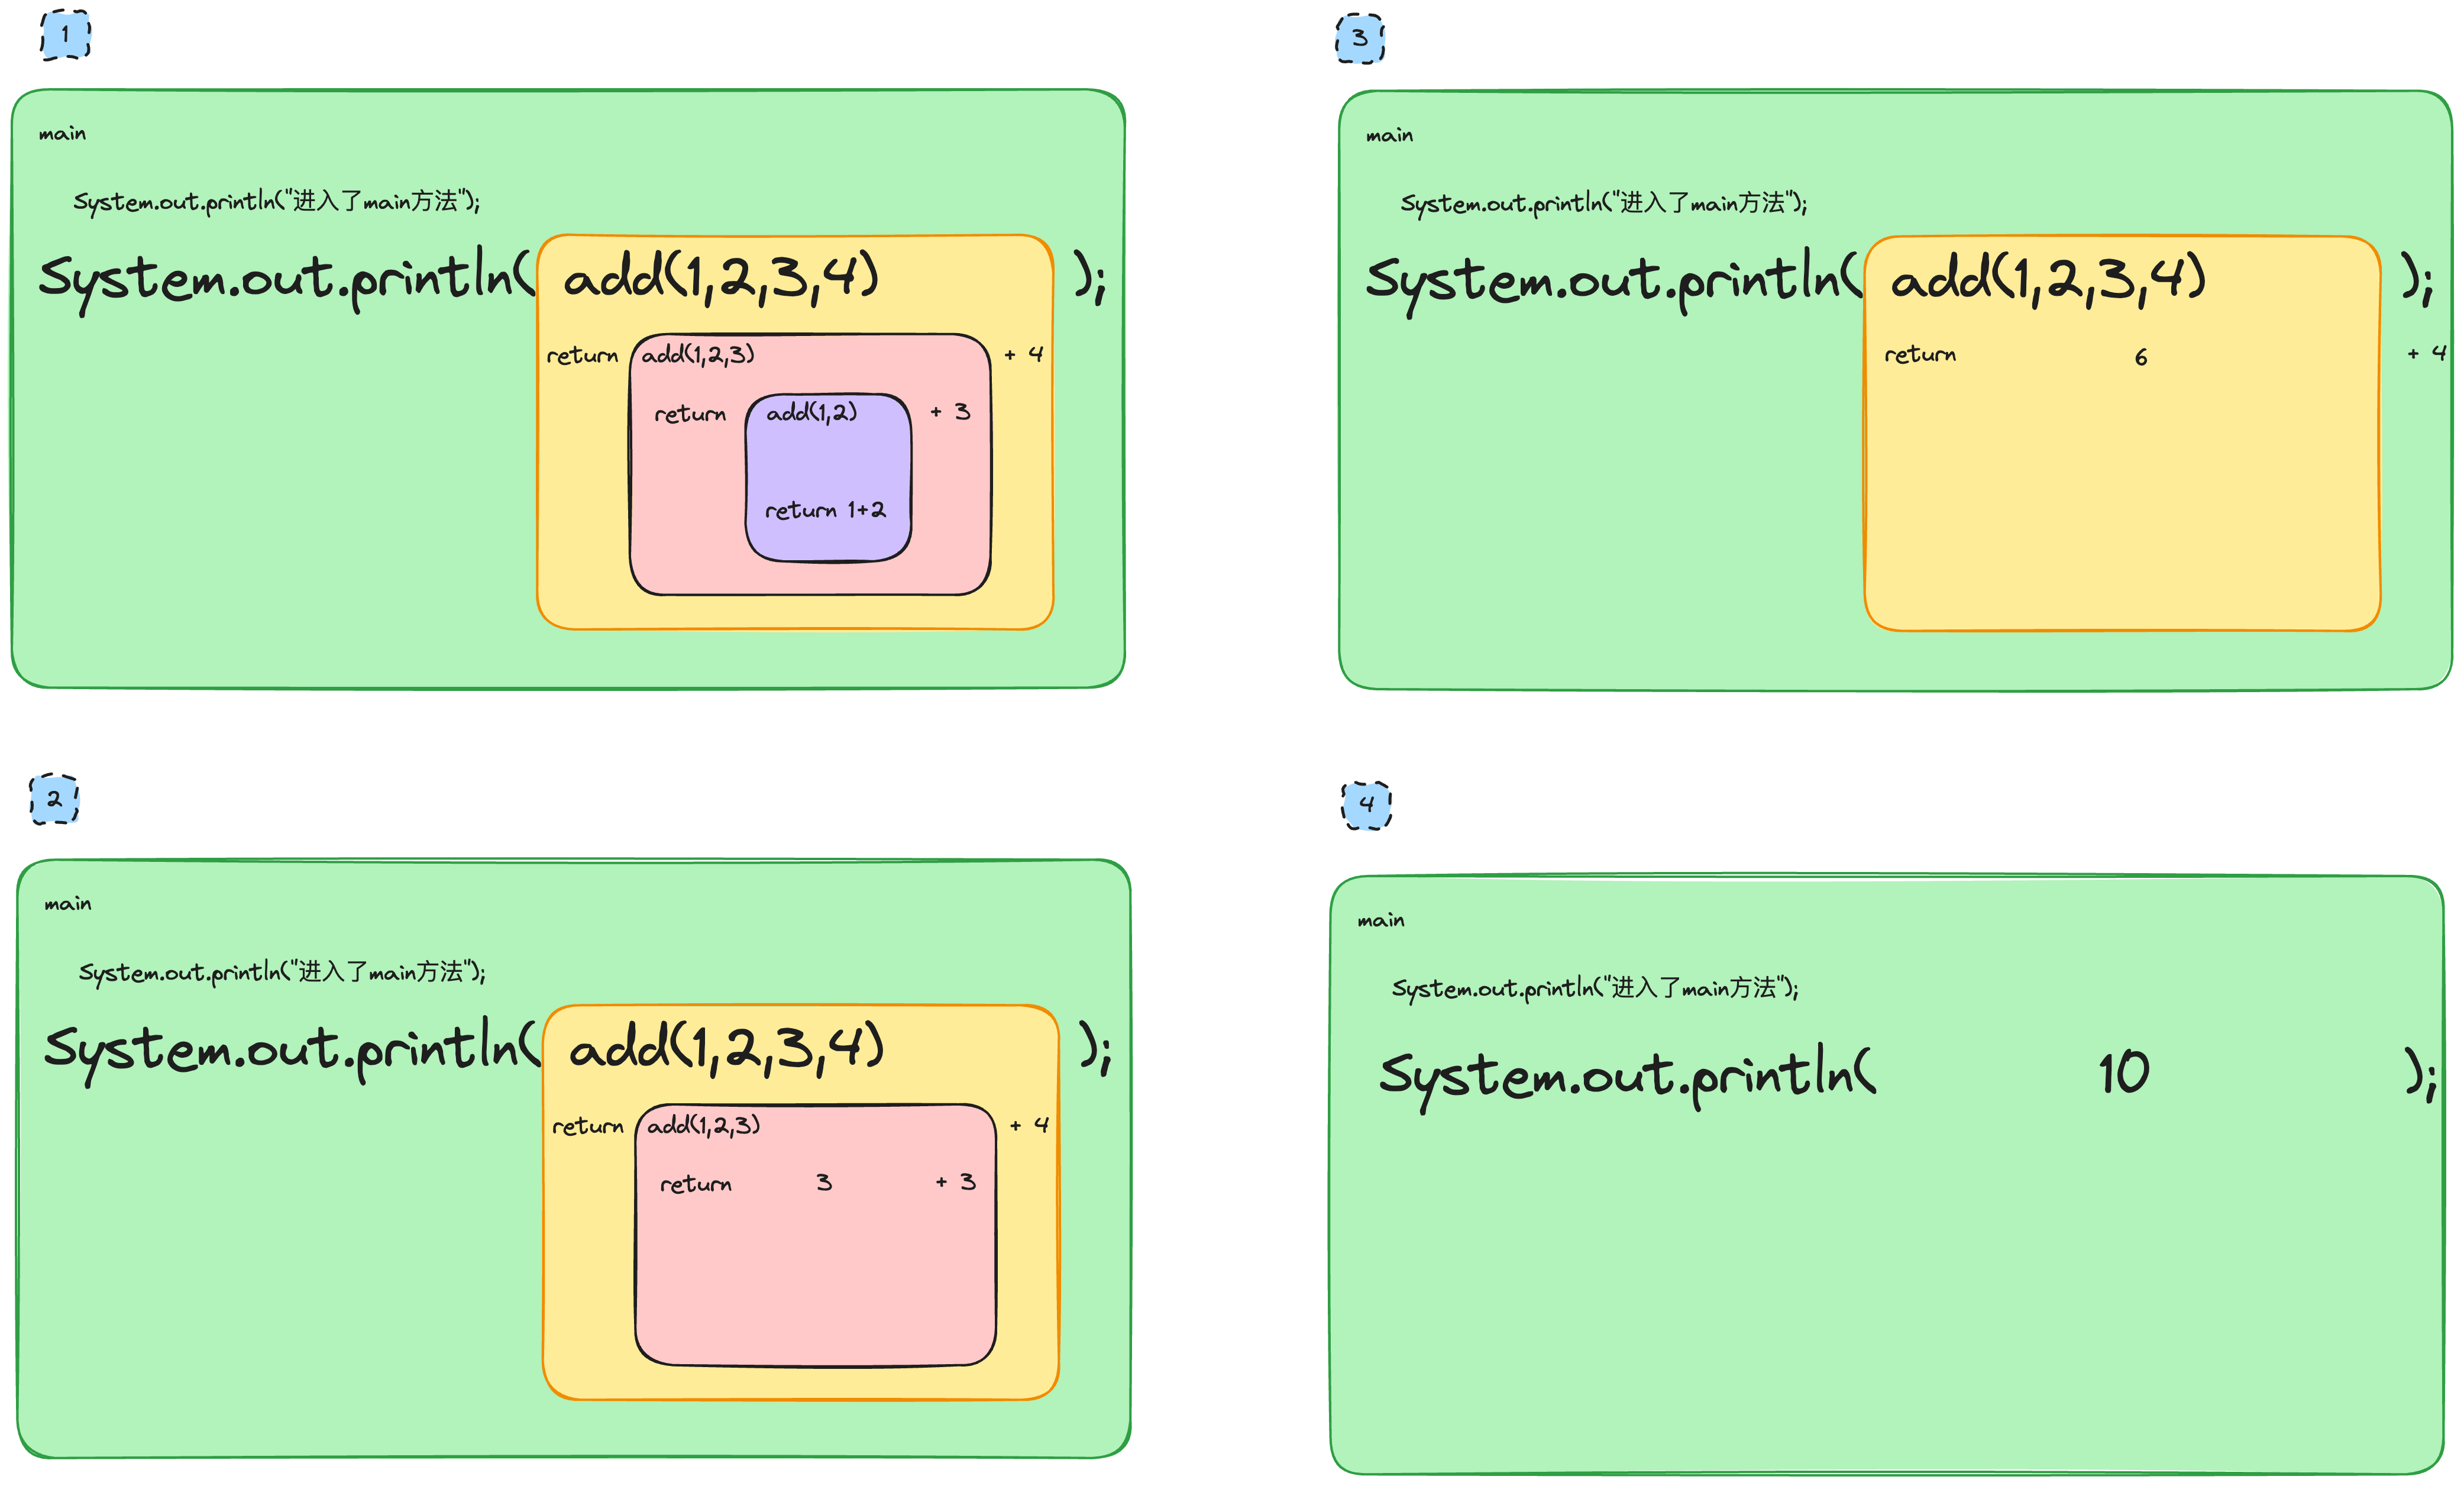 1
main
System.out.println("进入了main方法");
System.out.println( add(1,2,3,4) );
return add(1,2,3) + 4
return add(1,2) + 3
return 1+2
2
main
System.out.println("进入了main方法");
System.out.println( add(1,2,3,4) );
return add(1,2,3) + 4
return 3 + 3
3
main
System.out.println("进入了main方法");
System.out.println( add(1,2,3,4) );
return 6 + 4
4
main
System.out.println("进入了main方法");
System.out.println( 10 );